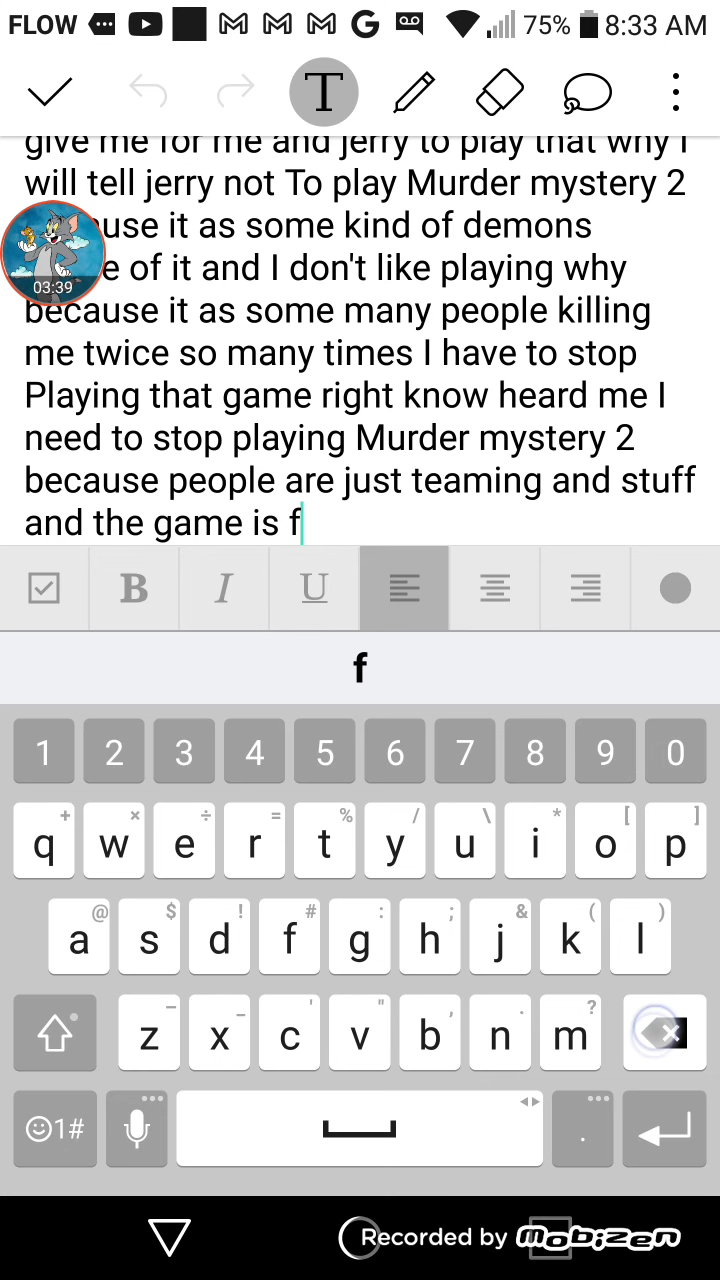 FLOW G 75% 8:33 AM
T
give me for me and jerry to play that why I
will tell jerry not To play Murder mystery 2
use it as some kind of demons
03:39
e of it and I don't like playing why
because it as some many people killing
me twice so many times I have to stop
Playing that game right know heard me I
need to stop playing Murder mystery 2
because people are just teaming and stuff
and the game is f
B I U
f
1 2 3 4 5 6 7 8 9 0
+ × ÷ = % / \ * [ ]
q w e r t y u i o p
@ $ ! # : ; & ( )
a s d f g h j k l
– _ ' " , . ?
z x c v b n m
1# .
Recorded by Mobizen